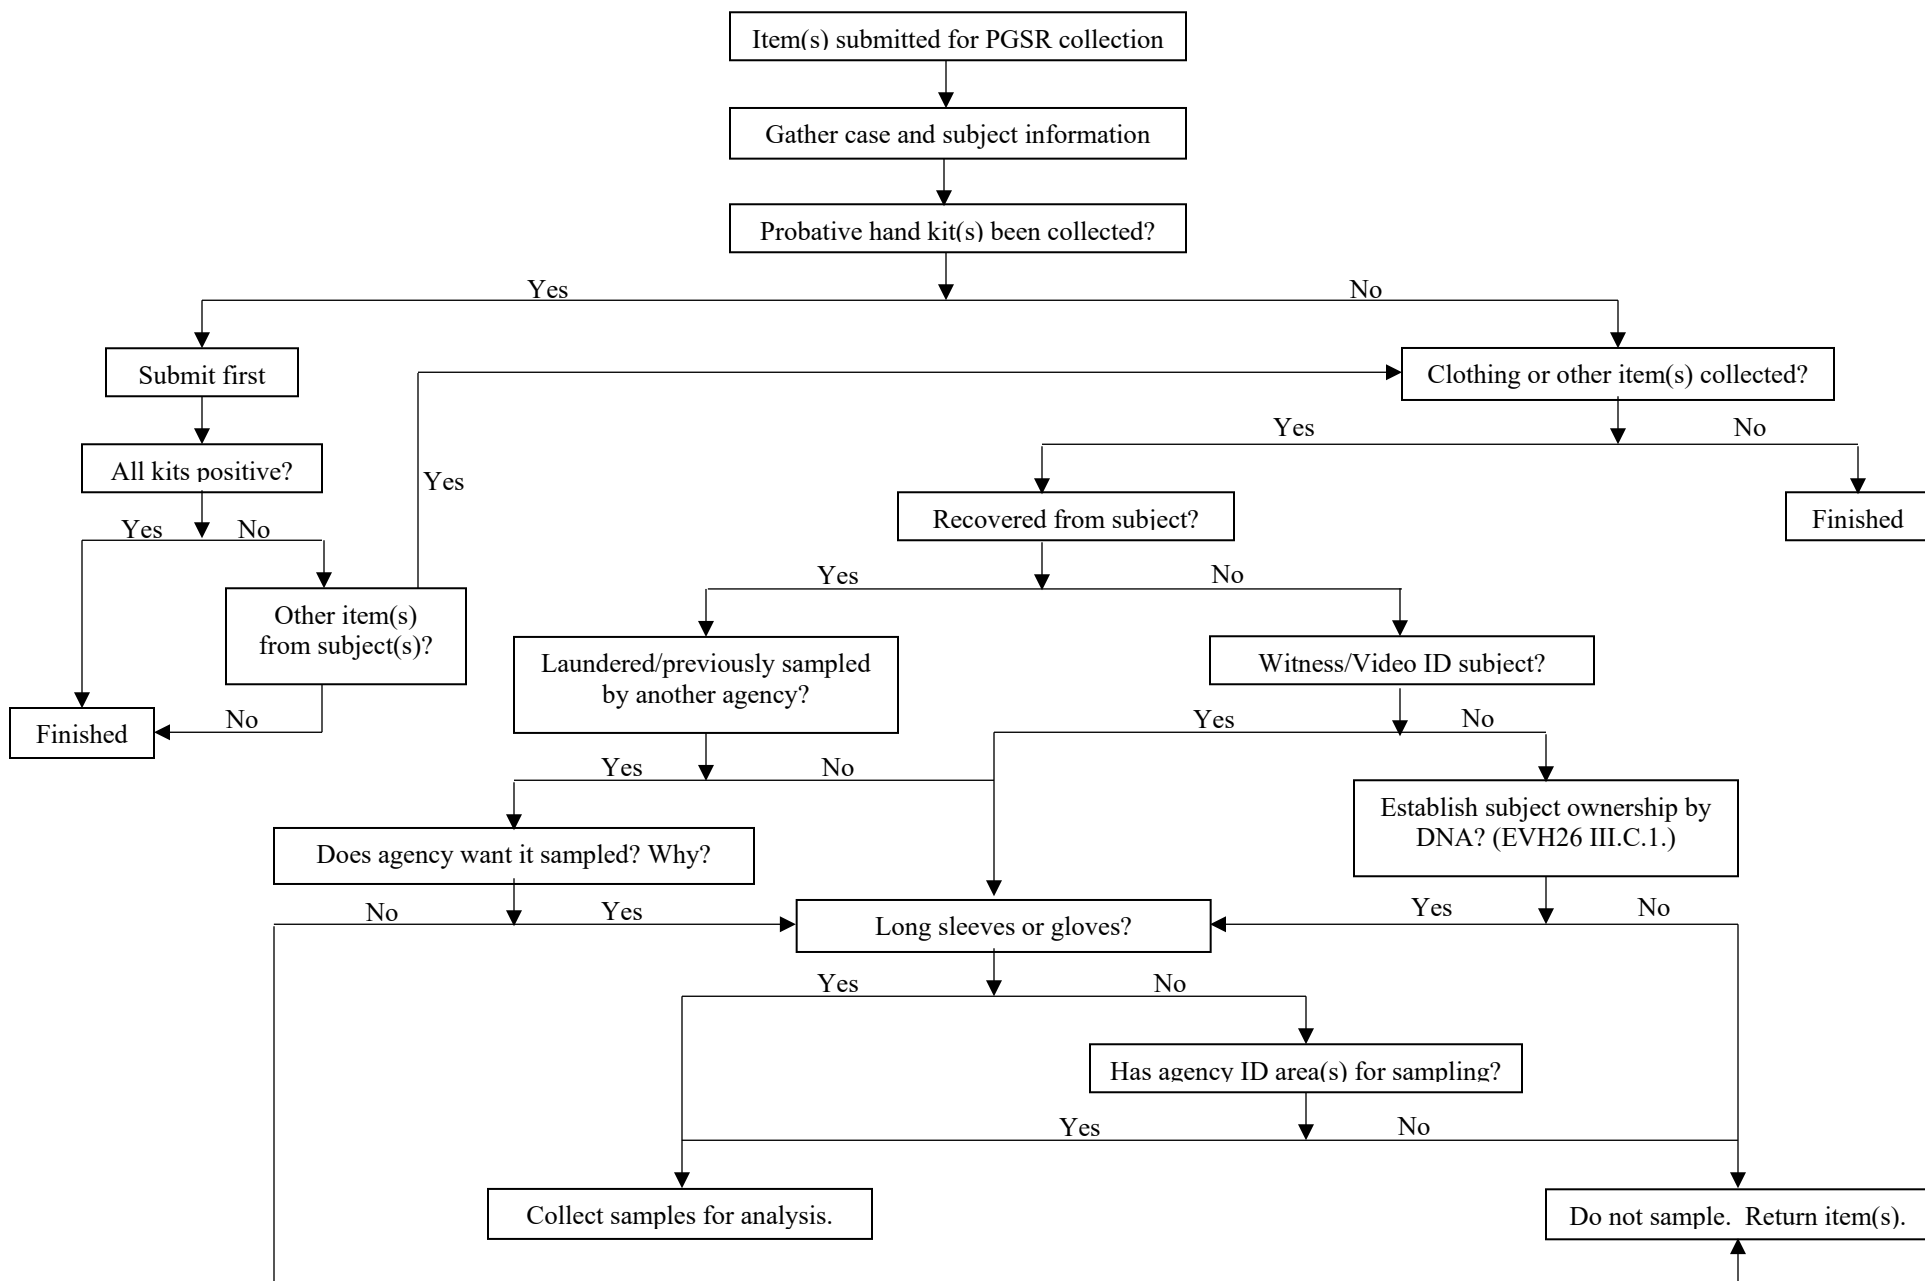 Item(s) submitted for PGSR collection
Gather case and subject information
Probative hand kit(s) been collected?
Yes
No
Submit first
Clothing or other item(s) collected?
Yes
No
All kits positive?
Yes
Recovered from subject?
Finished
Yes
No
Yes
No
Other item(s)
from subject(s)?
Laundered/previously sampled
by another agency?
Witness/Video ID subject?
Finished
No
Yes
No
Yes
No
Establish subject ownership by
DNA? (EVH26 III.C.1.)
Does agency want it sampled? Why?
No
Yes
Long sleeves or gloves?
Yes
No
Yes
No
Has agency ID area(s) for sampling?
Yes
No
Collect samples for analysis.
Do not sample.  Return item(s).